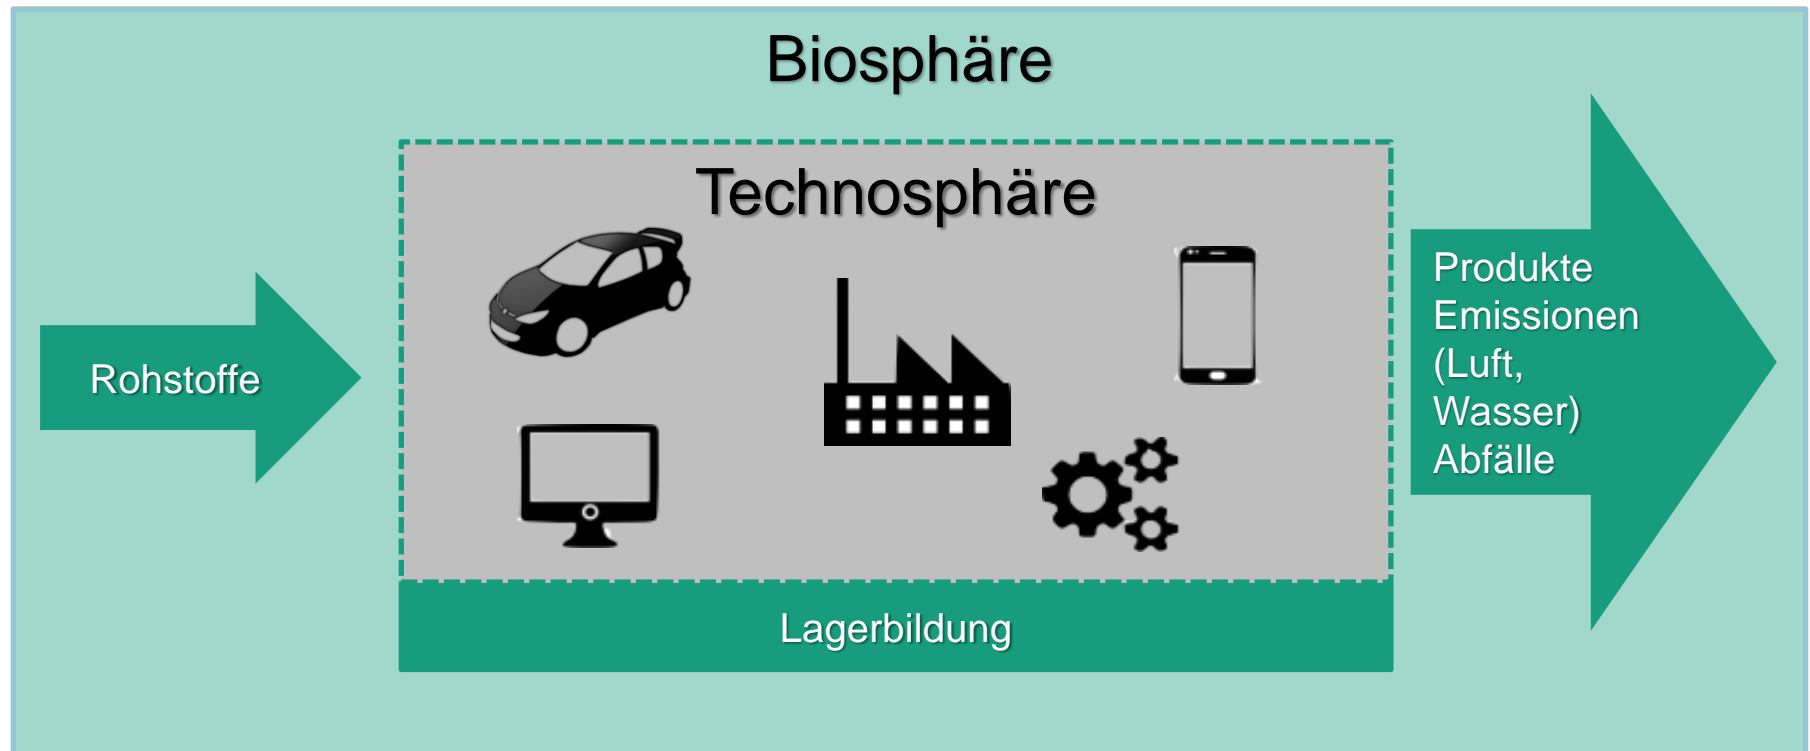 Biosphäre
Technosphäre
Rohstoffe
Produkte
Emissionen
(Luft,
Wasser)
Abfälle
Lagerbildung